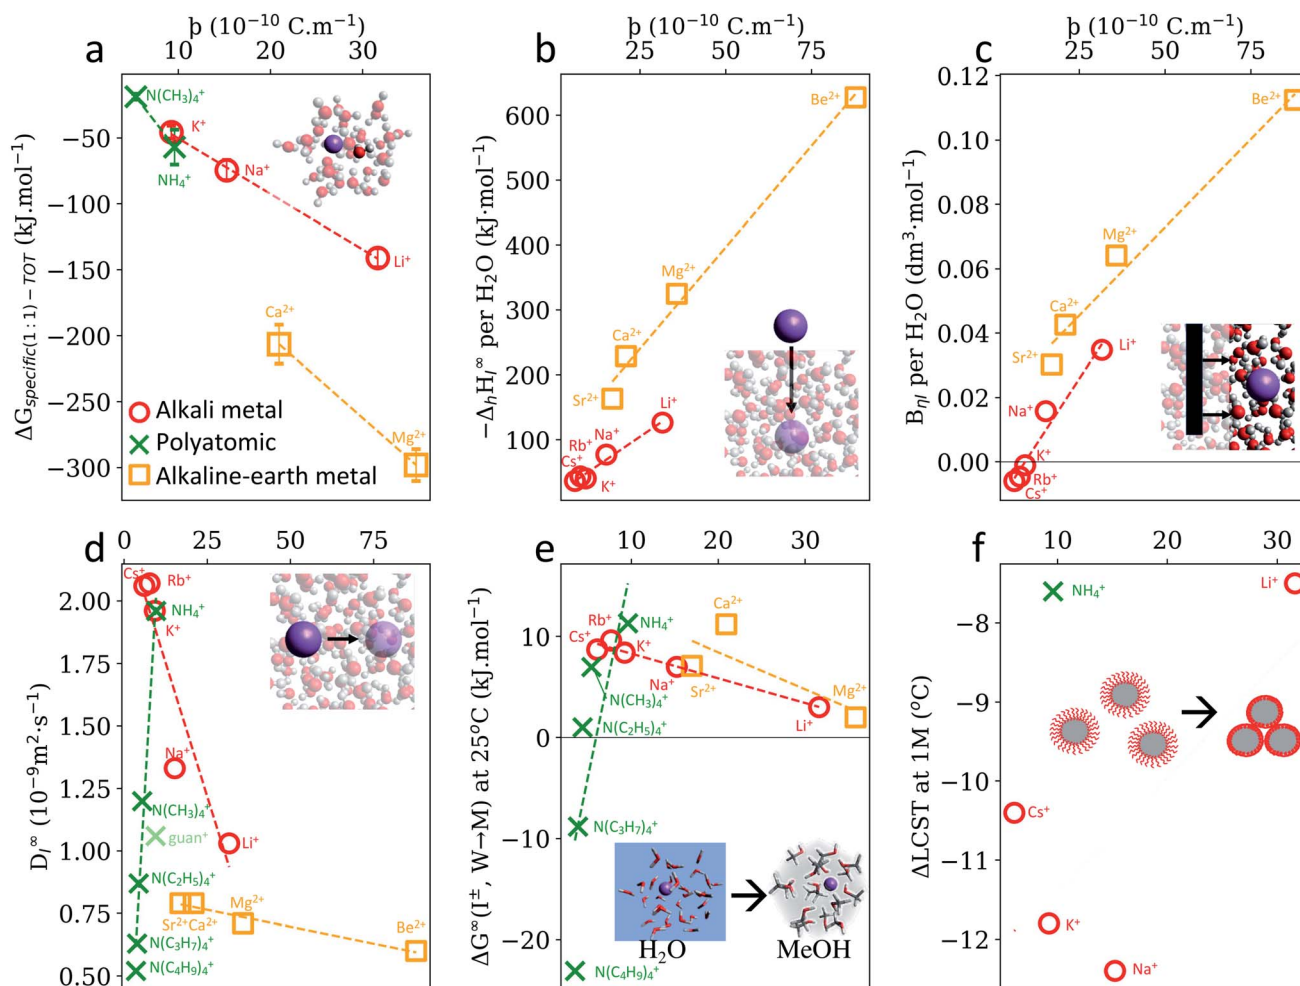 þ (10⁻¹⁰ C.m⁻¹)
þ (10⁻¹⁰ C.m⁻¹)
þ (10⁻¹⁰ C.m⁻¹)
a
10
20
30
b
25
50
75
c
25
50
75
ΔG_specific(1:1)−TOT (kJ.mol⁻¹)
−50
−100
−150
−200
−250
−300
N(CH₃)₄⁺
K⁺
NH₄⁺
Na⁺
Li⁺
Ca²⁺
Mg²⁺
Alkali metal
Polyatomic
Alkaline-earth metal
−Δ_hH_I^∞ per H₂O (kJ·mol⁻¹)
600
500
400
300
200
100
Be²⁺
Mg²⁺
Ca²⁺
Sr²⁺
Li⁺
Na⁺
Rb⁺
Cs⁺
K⁺
B_ηI per H₂O (dm³·mol⁻¹)
0.12
0.10
0.08
0.06
0.04
0.02
0.00
Be²⁺
Mg²⁺
Ca²⁺
Sr²⁺
Li⁺
Na⁺
K⁺
Rb⁺
Cs⁺
d
0
25
50
75
e
10
20
30
f
10
20
30
D_I^∞ (10⁻⁹m²·s⁻¹)
2.00
1.75
1.50
1.25
1.00
0.75
0.50
Cs⁺
Rb⁺
NH₄⁺
K⁺
Na⁺
N(CH₃)₄⁺
guan⁺
Li⁺
N(C₂H₅)₄⁺
Sr²⁺Ca²⁺
Mg²⁺
Be²⁺
N(C₃H₇)₄⁺
N(C₄H₉)₄⁺
ΔG^∞(I^±, W→M) at 25°C (kJ.mol⁻¹)
10
0
−10
−20
Ca²⁺
Rb⁺
NH₄⁺
Cs⁺
K⁺
Na⁺
Sr²⁺
Mg²⁺
N(CH₃)₄⁺
Li⁺
N(C₂H₅)₄⁺
N(C₃H₇)₄⁺
N(C₄H₉)₄⁺
H₂O
MeOH
ΔLCST at 1M (°C)
−8
−9
−10
−11
−12
Li⁺
NH₄⁺
Cs⁺
K⁺
Na⁺